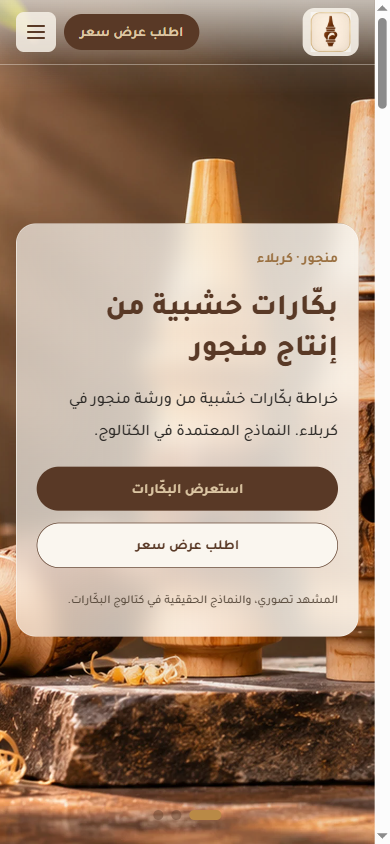 اطلب عرض سعر
منجور · كربلاء
بكّارات خشبية من
إنتاج منجور
خراطة بكّارات خشبية من ورشة منجور في
كربلاء. النماذج المعتمدة في الكتالوج.
استعرض البكّارات
اطلب عرض سعر
المشهد تصوري، والنماذج الحقيقية في كتالوج البكّارات.